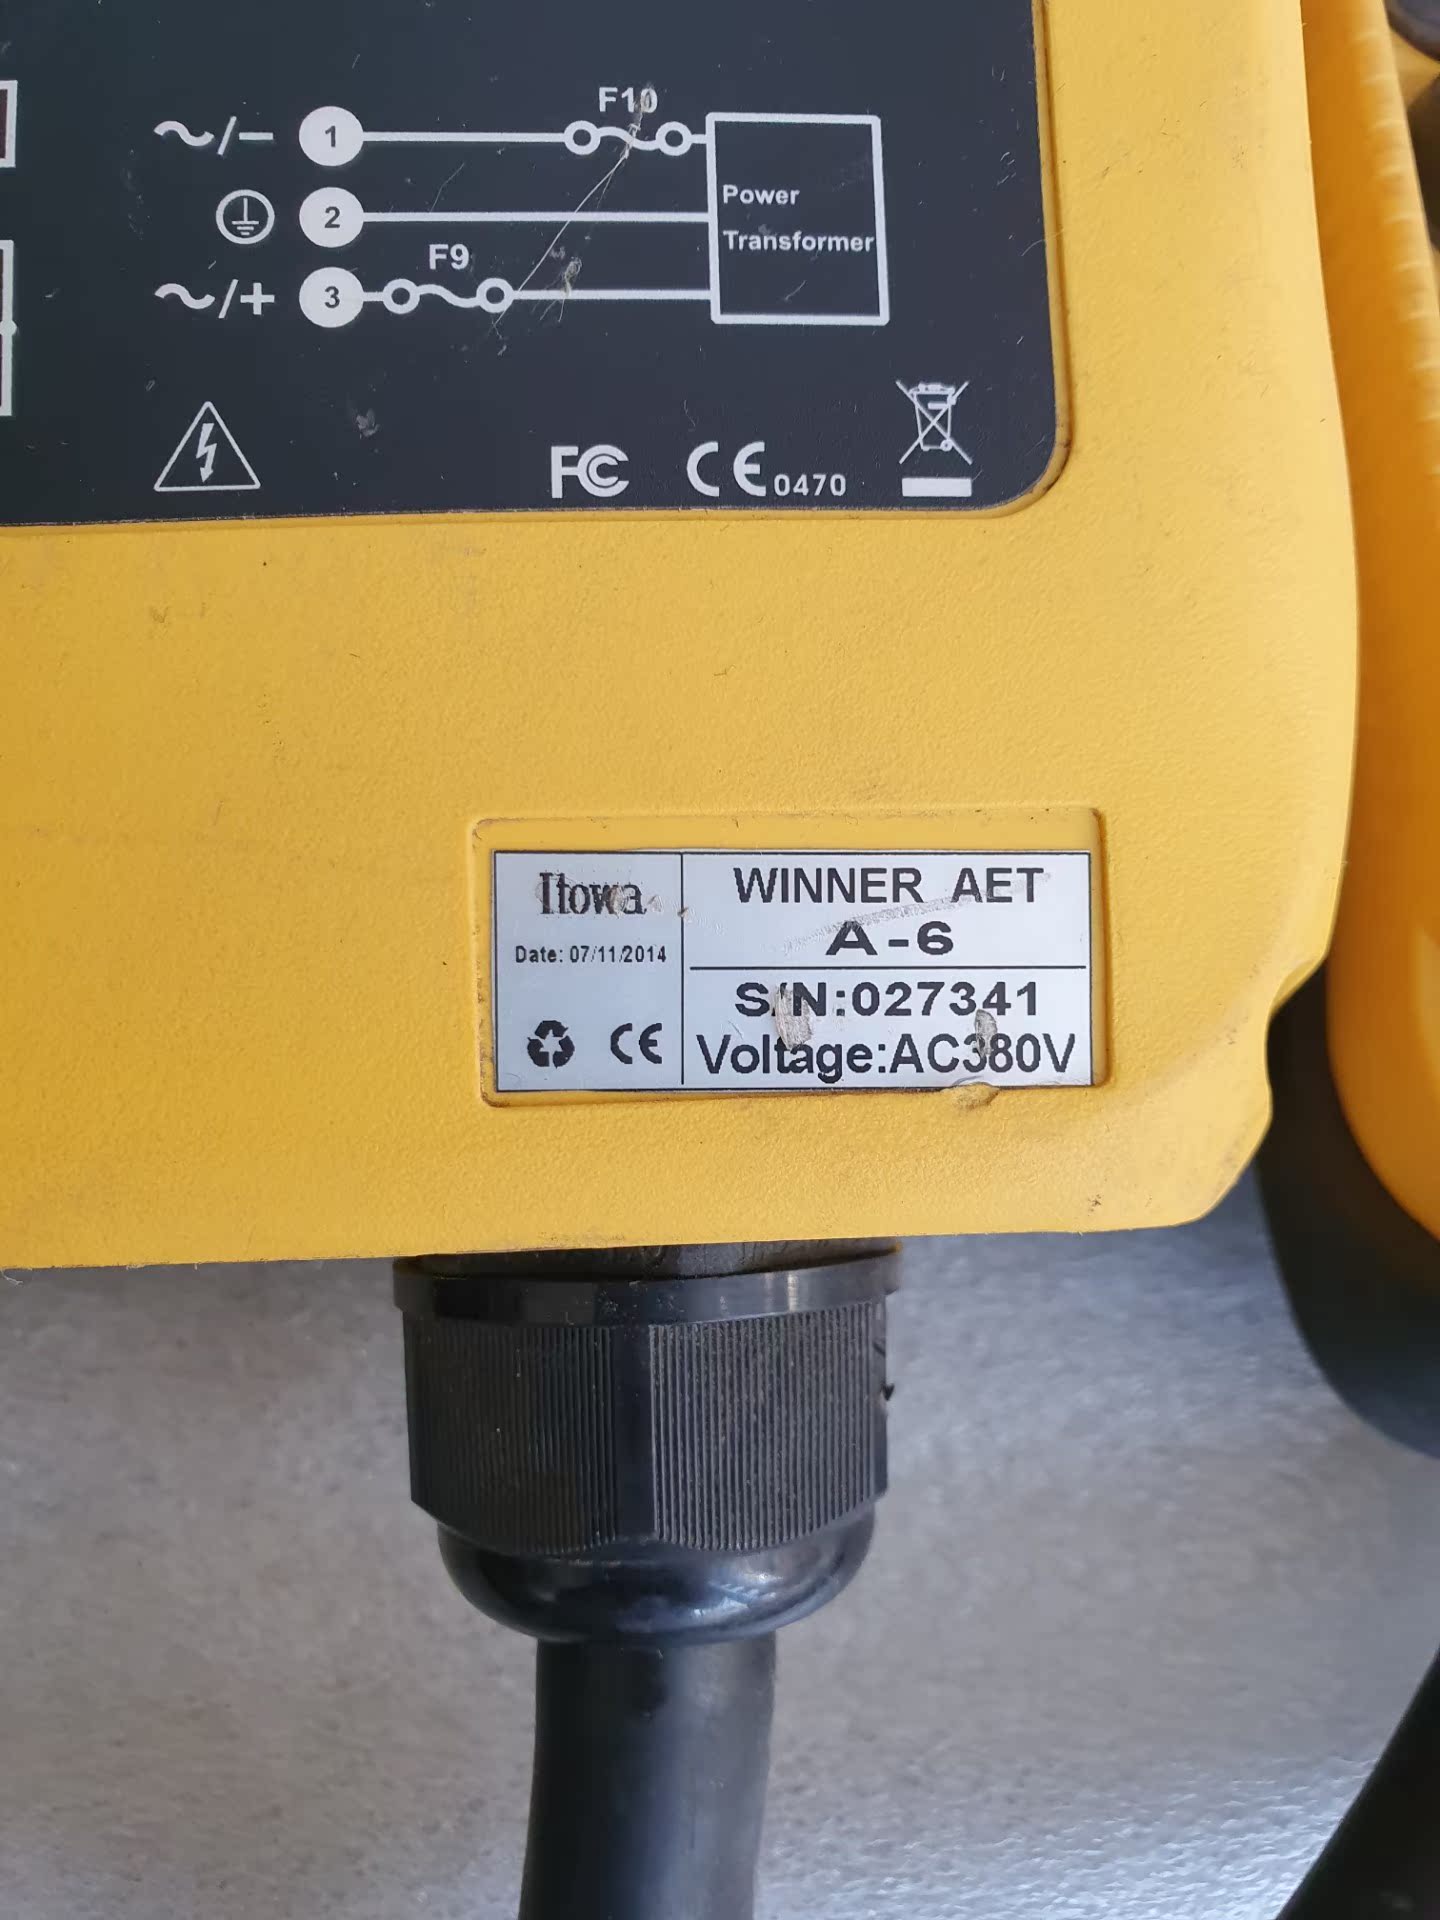 F10
~/− 1
Power
2
Transformer
F9
~/+ 3
FC CE 0470
Itowa
Date: 07/11/2014
CE
WINNER AET
A-6
S/N:027341
Voltage:AC380V